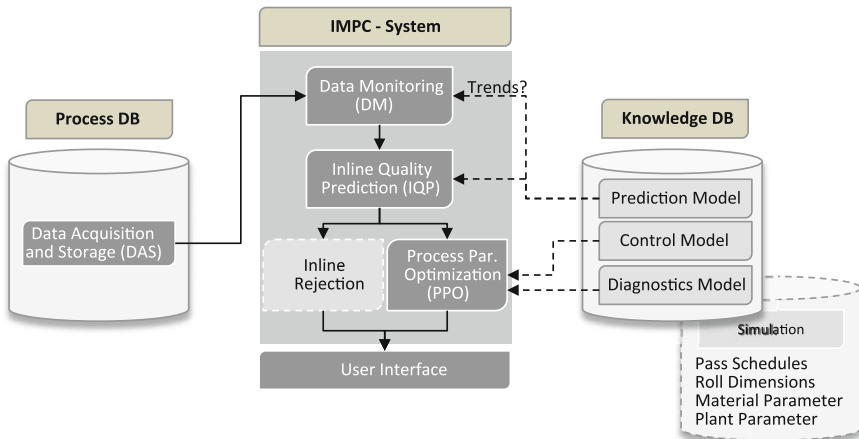 IMPC - System
Process DB
Knowledge DB
Data Monitoring
(DM)
Trends?
Inline Quality
Prediction (IQP)
Data Acquisition
and Storage (DAS)
Inline
Rejection
Process Par.
Optimization
(PPO)
User Interface
Prediction Model
Control Model
Diagnostics Model
Simulation
Pass Schedules
Roll Dimensions
Material Parameter
Plant Parameter